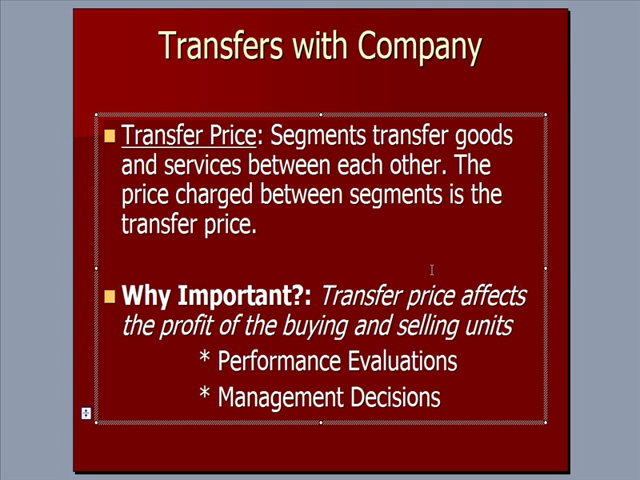 Transfers with Company
Transfer Price: Segments transfer goods
and services between each other. The
price charged between segments is the
transfer price.
Why Important?: Transfer price affects
the profit of the buying and selling units
* Performance Evaluations
* Management Decisions